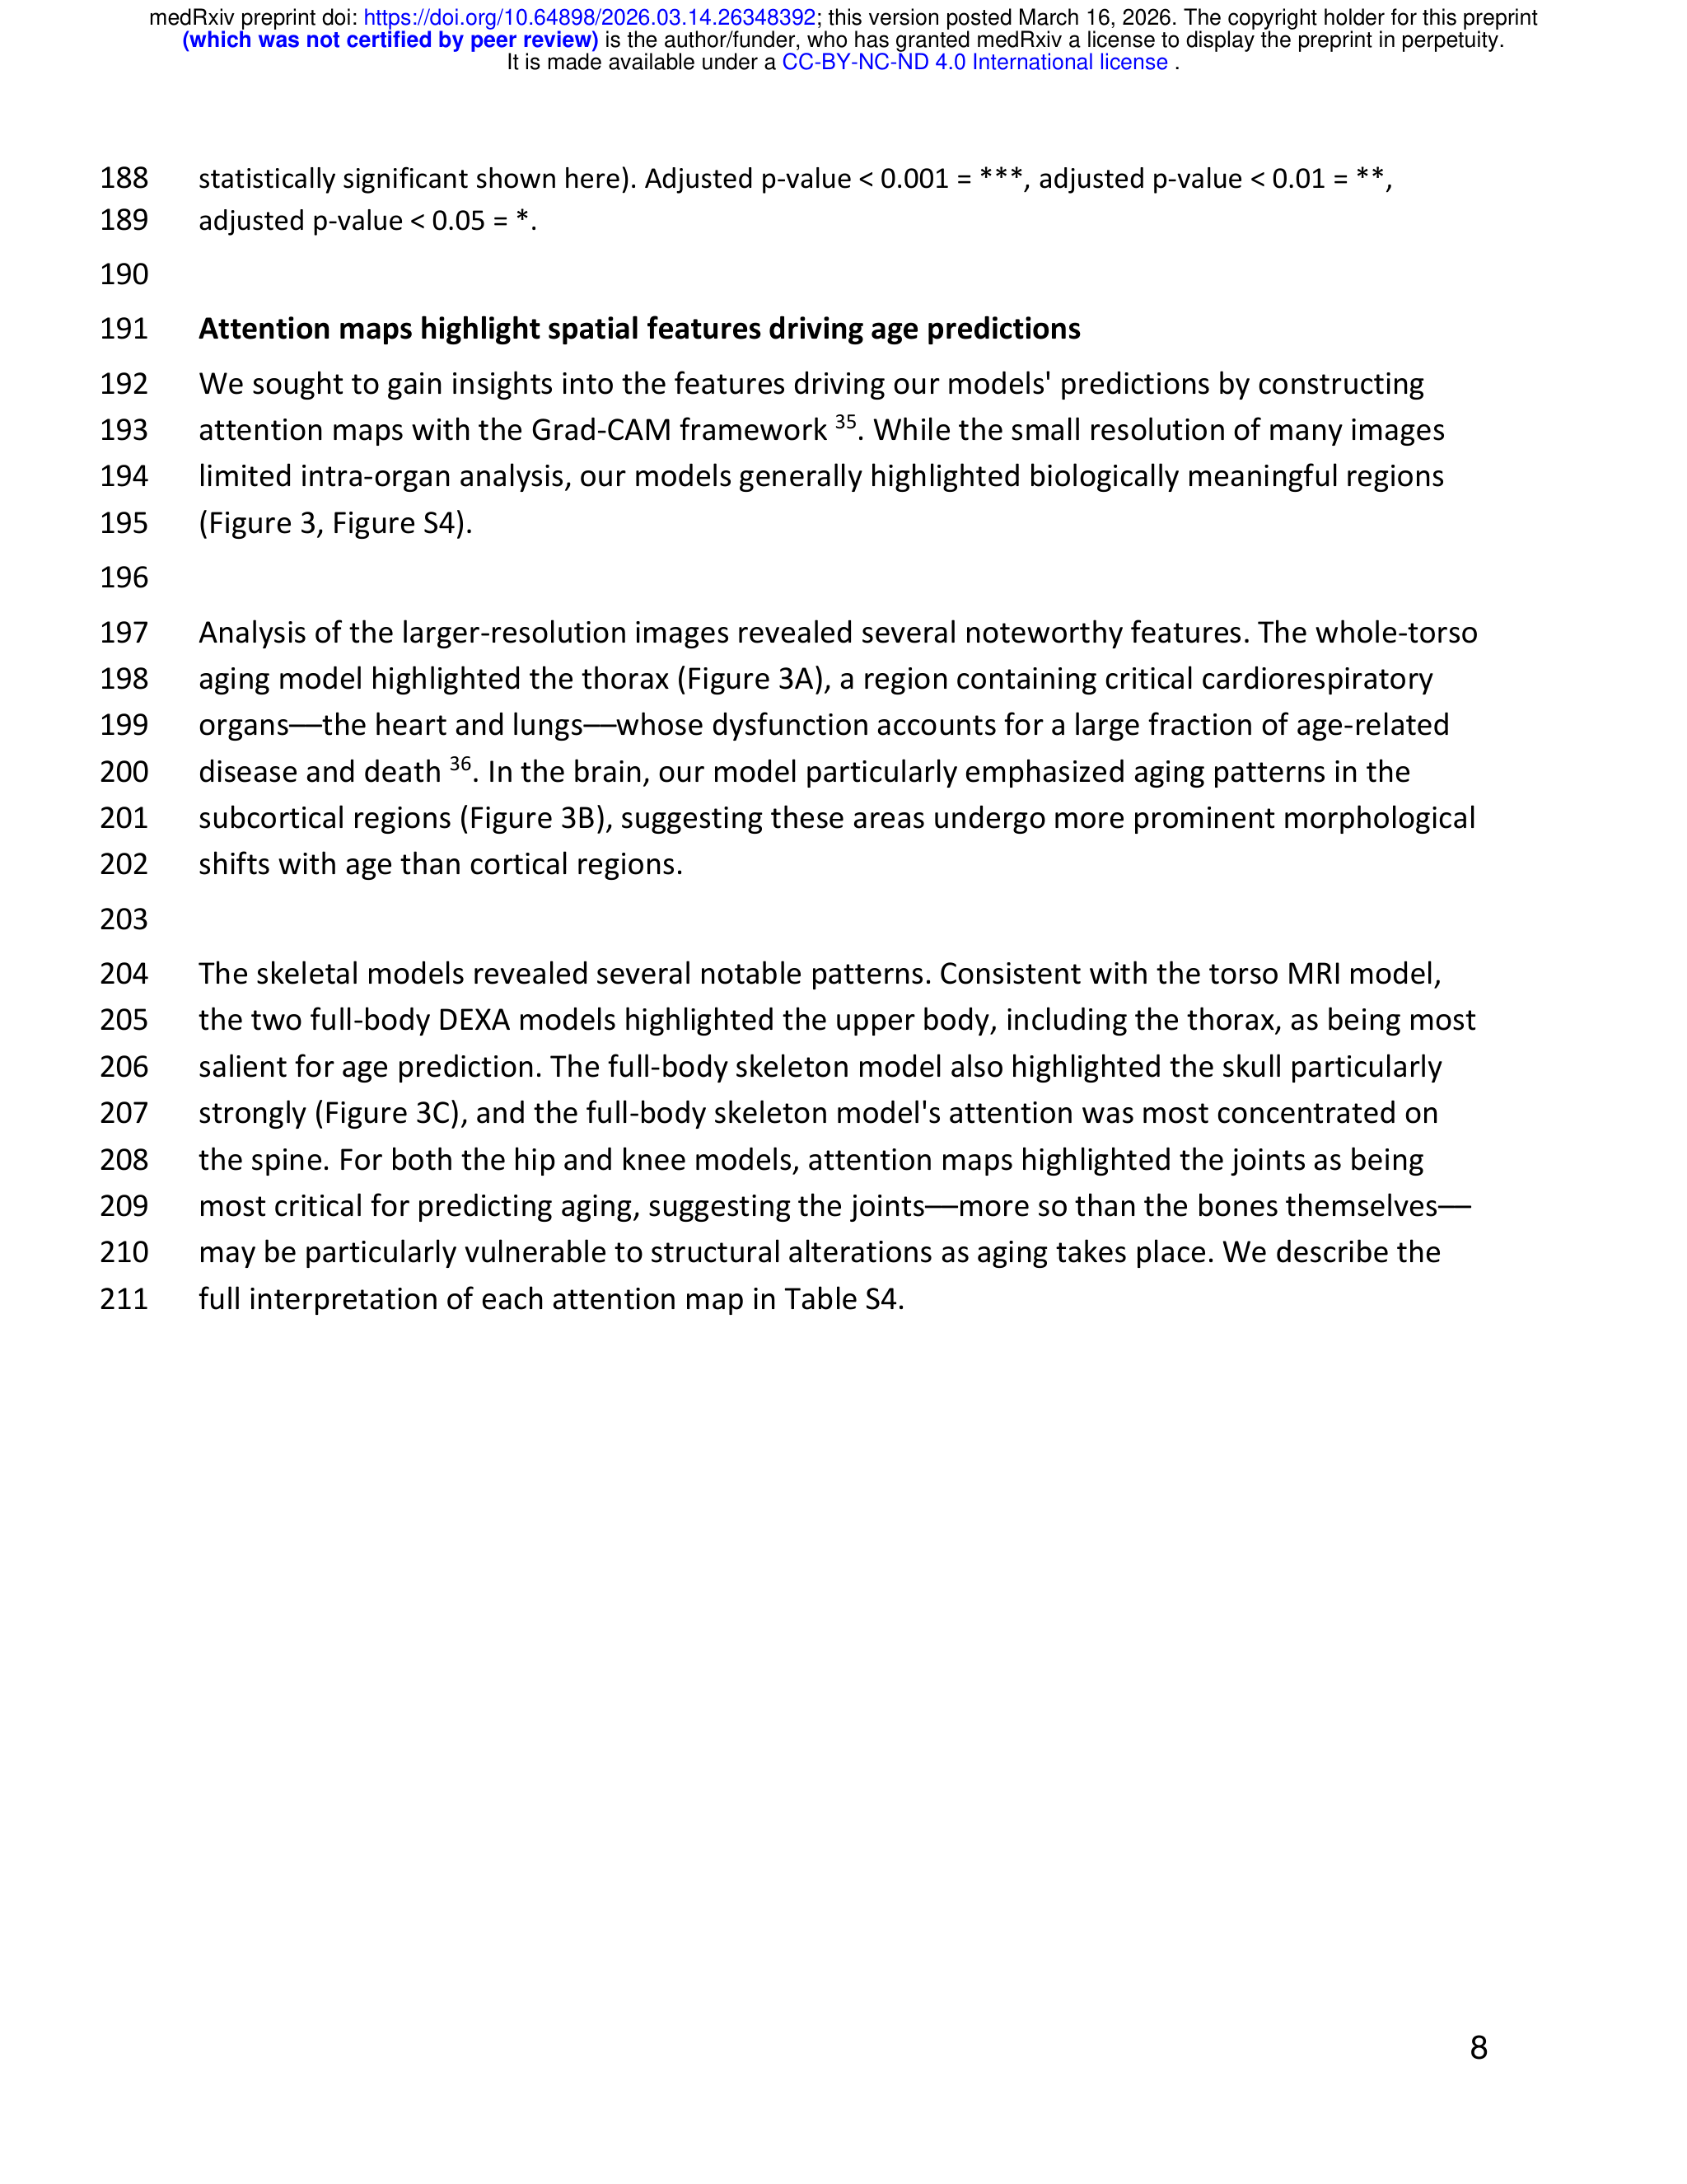 medRxiv preprint doi: https://doi.org/10.64898/2026.03.14.26348392; this version posted March 16, 2026. The copyright holder for this preprint
(which was not certified by peer review) is the author/funder, who has granted medRxiv a license to display the preprint in perpetuity.
It is made available under a CC-BY-NC-ND 4.0 International license .
188 statistically significant shown here). Adjusted p-value < 0.001 = ***, adjusted p-value < 0.01 = **,
189 adjusted p-value < 0.05 = *.
190
191 Attention maps highlight spatial features driving age predictions
192 We sought to gain insights into the features driving our models' predictions by constructing
193 attention maps with the Grad-CAM framework 35. While the small resolution of many images
194 limited intra-organ analysis, our models generally highlighted biologically meaningful regions
195 (Figure 3, Figure S4).
196
197 Analysis of the larger-resolution images revealed several noteworthy features. The whole-torso
198 aging model highlighted the thorax (Figure 3A), a region containing critical cardiorespiratory
199 organs—the heart and lungs—whose dysfunction accounts for a large fraction of age-related
200 disease and death 36. In the brain, our model particularly emphasized aging patterns in the
201 subcortical regions (Figure 3B), suggesting these areas undergo more prominent morphological
202 shifts with age than cortical regions.
203
204 The skeletal models revealed several notable patterns. Consistent with the torso MRI model,
205 the two full-body DEXA models highlighted the upper body, including the thorax, as being most
206 salient for age prediction. The full-body skeleton model also highlighted the skull particularly
207 strongly (Figure 3C), and the full-body skeleton model's attention was most concentrated on
208 the spine. For both the hip and knee models, attention maps highlighted the joints as being
209 most critical for predicting aging, suggesting the joints—more so than the bones themselves—
210 may be particularly vulnerable to structural alterations as aging takes place. We describe the
211 full interpretation of each attention map in Table S4.
8